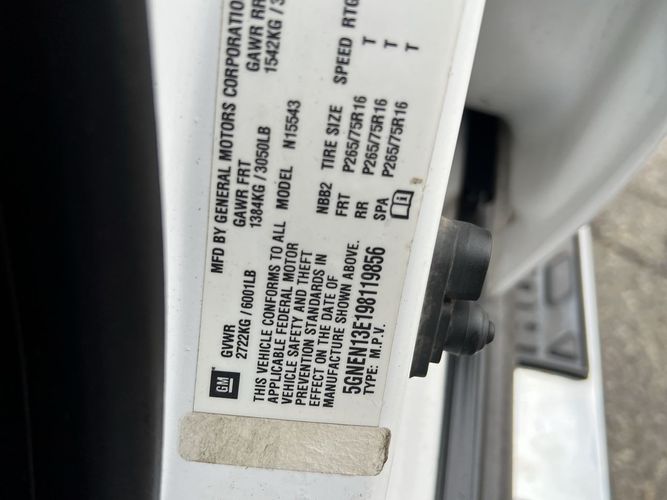 MFD BY GENERAL MOTORS CORPORATION
GVWR GAWR FRT GAWR RR
2722KG / 6001LB 1384KG / 3050LB 1542KG /
GM
THIS VEHICLE CONFORMS TO ALL
APPLICABLE FEDERAL MOTOR
VEHICLE SAFETY AND THEFT
PREVENTION STANDARDS IN
EFFECT ON THE DATE OF
MANUFACTURE SHOWN ABOVE.
5GNEN13E198119856
TYPE: M.P.V.
MODEL N15543
NBB2 TIRE SIZE SPEED RTG
FRT P265/75R16 T
RR P265/75R16 T
SPA P265/75R16 T